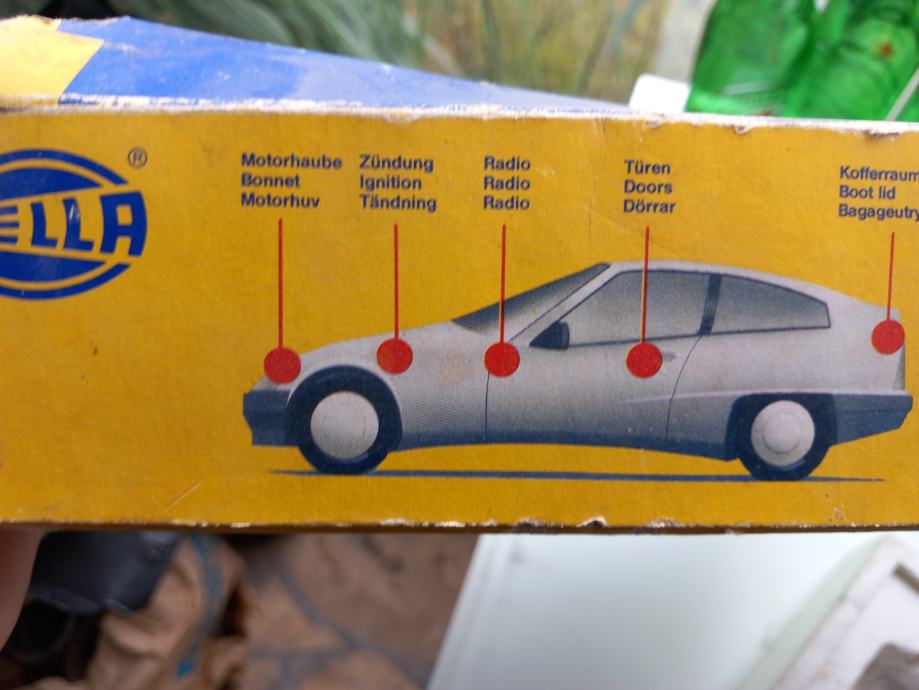 ELLA ®
Motorhaube
Bonnet
Motorhuv
Zündung
Ignition
Tändning
Radio
Radio
Radio
Türen
Doors
Dörrar
Kofferraum
Boot lid
Bagageutry